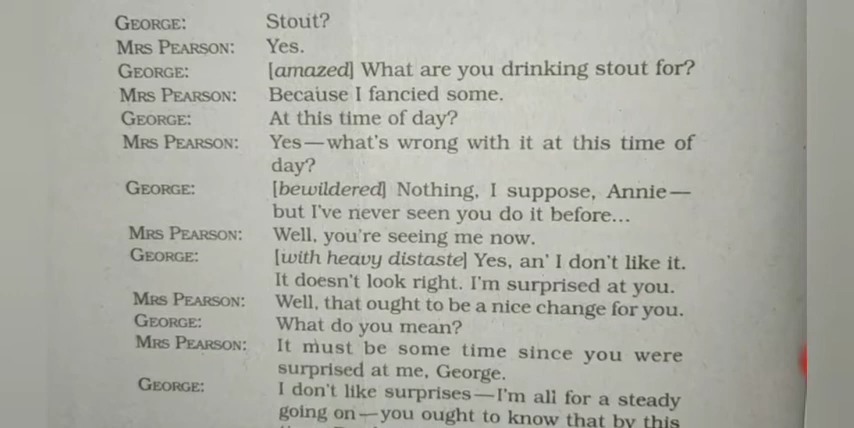 GEORGE: Stout?
MRS PEARSON: Yes.
GEORGE: [amazed] What are you drinking stout for?
MRS PEARSON: Because I fancied some.
GEORGE: At this time of day?
MRS PEARSON: Yes—what's wrong with it at this time of
day?
GEORGE: [bewildered] Nothing, I suppose, Annie—
but I've never seen you do it before...
MRS PEARSON: Well, you're seeing me now.
GEORGE: [with heavy distaste] Yes, an' I don't like it.
It doesn't look right. I'm surprised at you.
MRS PEARSON: Well, that ought to be a nice change for you.
GEORGE: What do you mean?
MRS PEARSON: It must be some time since you were
surprised at me, George.
GEORGE: I don't like surprises—I'm all for a steady
going on—you ought to know that by this